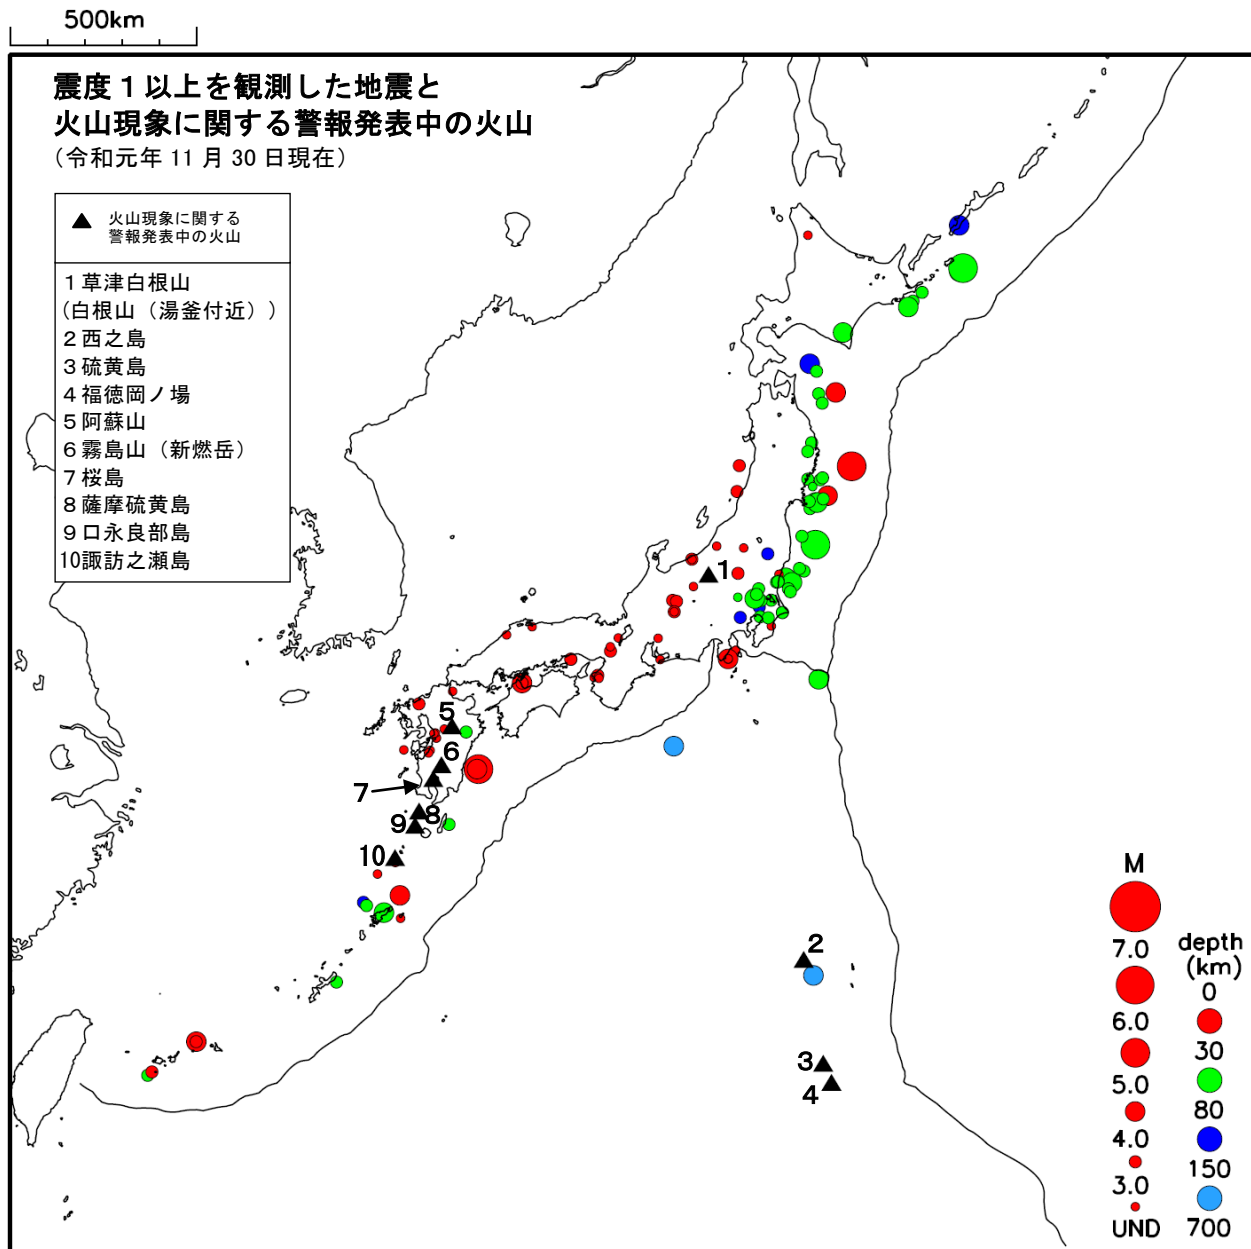 500km
震度１以上を観測した地震と
火山現象に関する警報発表中の火山
（令和元年 11 月 30 日現在）
火山現象に関する
警報発表中の火山
１草津白根山
(白根山（湯釜付近）)
２西之島
３硫黄島
４福徳岡ノ場
５阿蘇山
６霧島山（新燃岳）
７桜島
８薩摩硫黄島
９口永良部島
10諏訪之瀬島
1
5
6
7
8
9
10
2
3
4
M
7.0
6.0
5.0
4.0
3.0
UND
depth
(km)
0
30
80
150
700